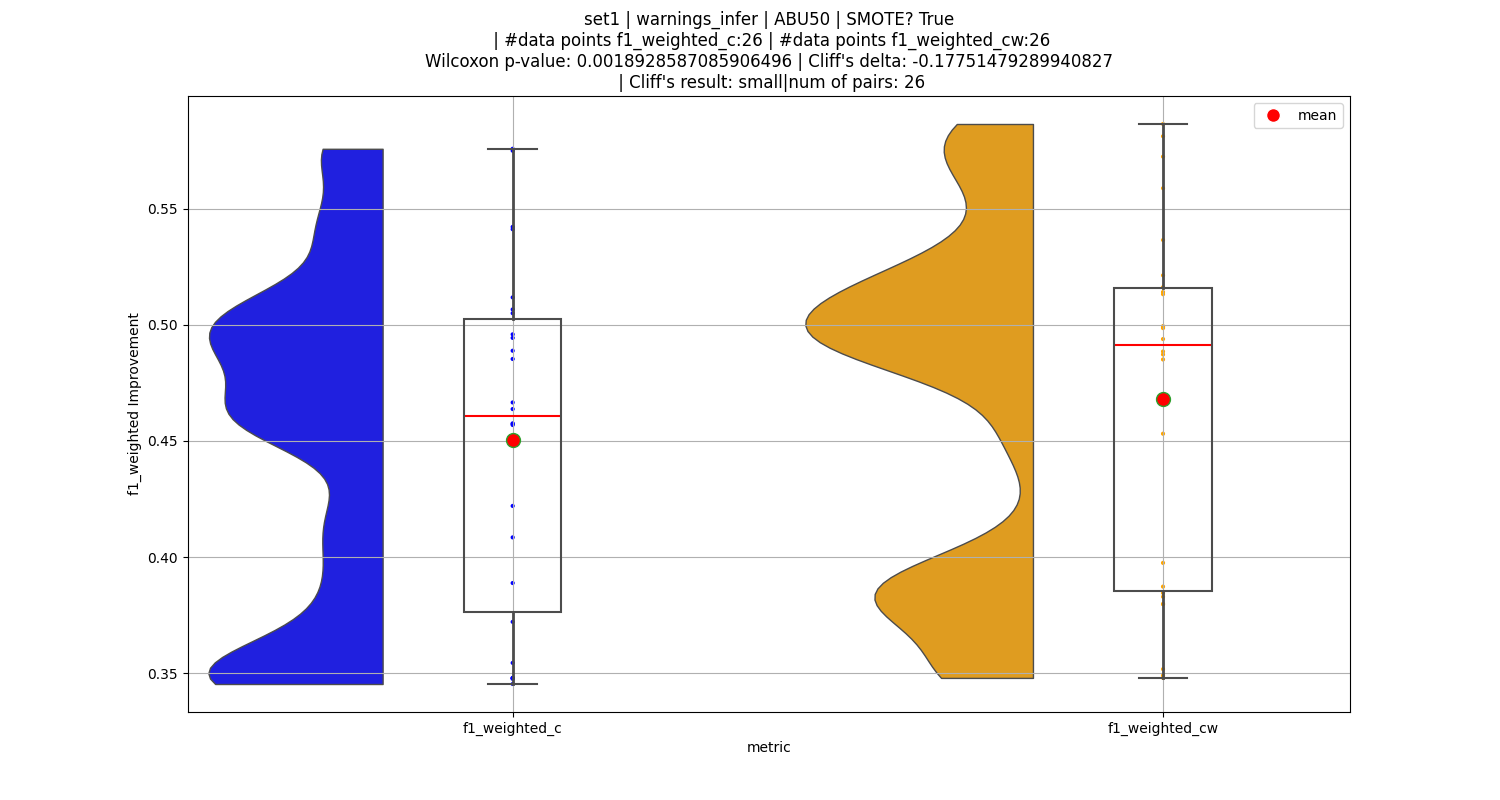 set1 | warnings_infer | ABU50 | SMOTE? True
| #data points f1_weighted_c:26 | #data points f1_weighted_cw:26
Wilcoxon p-value: 0.0018928587085906496 | Cliff's delta: -0.17751479289940827
| Cliff's result: small|num of pairs: 26
mean
0.55
0.50
0.45
0.40
0.35
f1_weighted Improvement
f1_weighted_c
f1_weighted_cw
metric